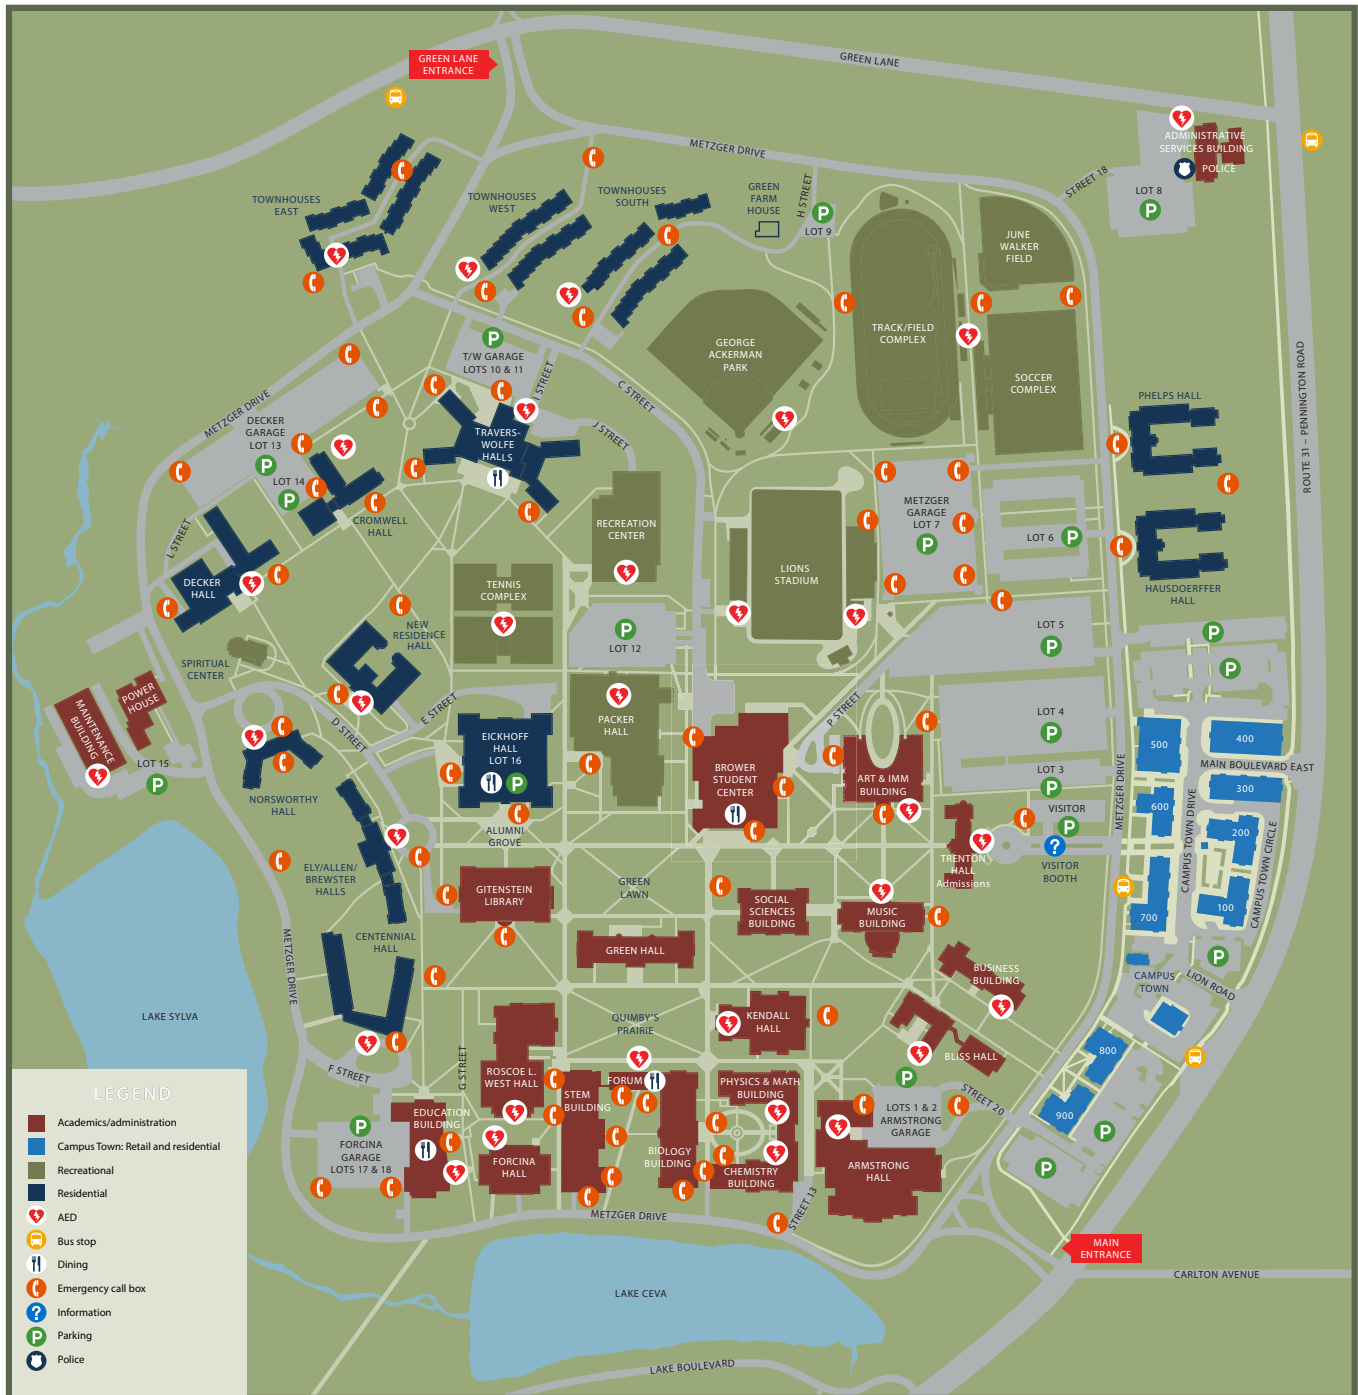 GREEN LANE
ENTRANCE
GREEN LANE
METZGER DRIVE
ADMINISTRATIVE
SERVICES BUILDING
POLICE
STREET 18
LOT 8
P
TOWNHOUSES
EAST
TOWNHOUSES
WEST
TOWNHOUSES
SOUTH
GREEN
FARM
HOUSE
H STREET
P
LOT 9
JUNE
WALKER
FIELD
TRACK/FIELD
COMPLEX
SOCCER
COMPLEX
GEORGE
ACKERMAN
PARK
P
T/W GARAGE
LOTS 10 & 11
I STREET
C STREET
J STREET
ROUTE 31 – PENNINGTON ROAD
PHELPS HALL
METZGER DRIVE
DECKER
GARAGE
LOT 13
P
LOT 14
P
TRAVERS-
WOLFE
HALLS
CROMWELL
HALL
L STREET
RECREATION
CENTER
LIONS
STADIUM
METZGER
GARAGE
LOT 7
P
LOT 6
P
HAUSDOERFFER
HALL
DECKER
HALL
TENNIS
COMPLEX
NEW
RESIDENCE
HALL
P
LOT 12
LOT 5
P
P
P
SPIRITUAL
CENTER
POWER
HOUSE
MAINTENANCE
BUILDING
LOT 15
P
D STREET
E STREET
PACKER
HALL
P STREET
LOT 4
P
EICKHOFF
HALL
LOT 16
P
BROWER
STUDENT
CENTER
ART & IMM
BUILDING
LOT 3
P
VISITOR
P
?
VISITOR
BOOTH
METZGER DRIVE
500
400
MAIN BOULEVARD EAST
300
600
200
100
700
CAMPUS TOWN DRIVE
CAMPUS TOWN CIRCLE
NORSWORTHY
HALL
ALUMNI
GROVE
TRENTON
HALL
Admissions
ELY/ALLEN/
BREWSTER
HALLS
GITENSTEIN
LIBRARY
GREEN
LAWN
SOCIAL
SCIENCES
BUILDING
MUSIC
BUILDING
CENTENNIAL
HALL
METZGER DRIVE
GREEN HALL
BUSINESS
BUILDING
CAMPUS
TOWN
P
LION ROAD
LAKE SYLVA
QUIMBY'S
PRAIRIE
KENDALL
HALL
BLISS HALL
800
900
F STREET
G STREET
ROSCOE L.
WEST HALL
FORUM
STEM
BUILDING
PHYSICS & MATH
BUILDING
P
LOTS 1 & 2
ARMSTRONG
GARAGE
STREET 20
P
P
EDUCATION
BUILDING
P
FORCINA
GARAGE
LOTS 17 & 18
FORCINA
HALL
BIOLOGY
BUILDING
CHEMISTRY
BUILDING
ARMSTRONG
HALL
STREET 13
METZGER DRIVE
MAIN
ENTRANCE
CARLTON AVENUE
LAKE CEVA
LAKE BOULEVARD
LEGEND
Academics/administration
Campus Town: Retail and residential
Recreational
Residential
AED
Bus stop
Dining
Emergency call box
? Information
P Parking
Police